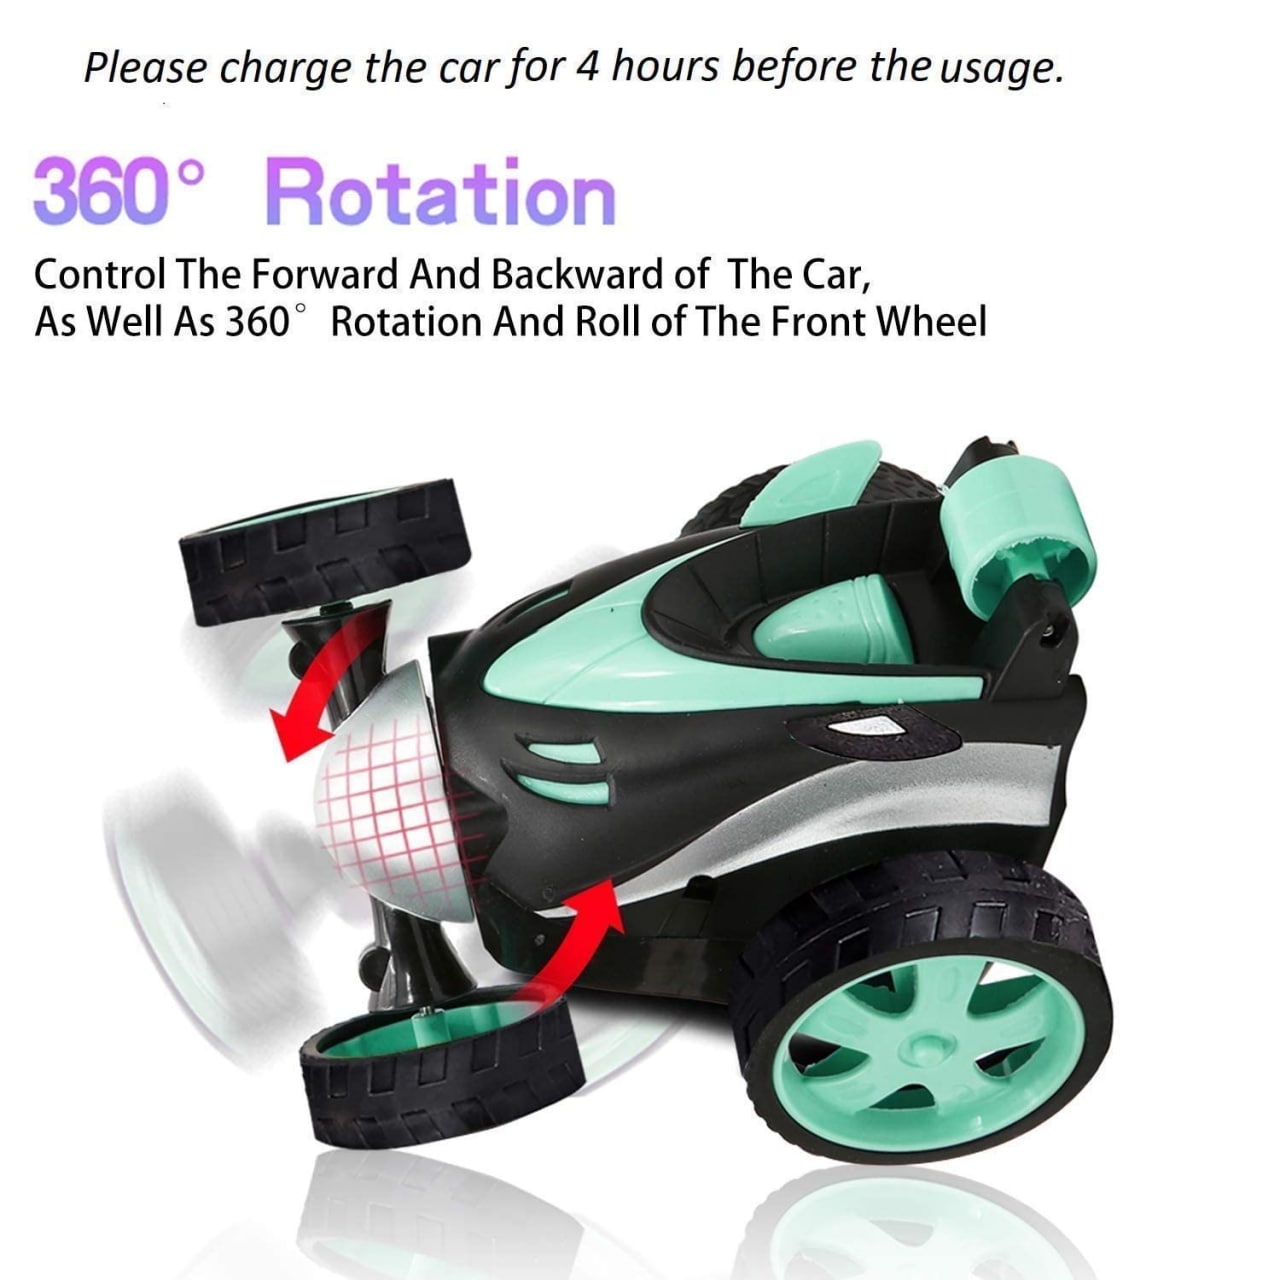 Please charge the car for 4 hours before the usage.
360° Rotation
Control The Forward And Backward of The Car,
As Well As 360° Rotation And Roll of The Front Wheel